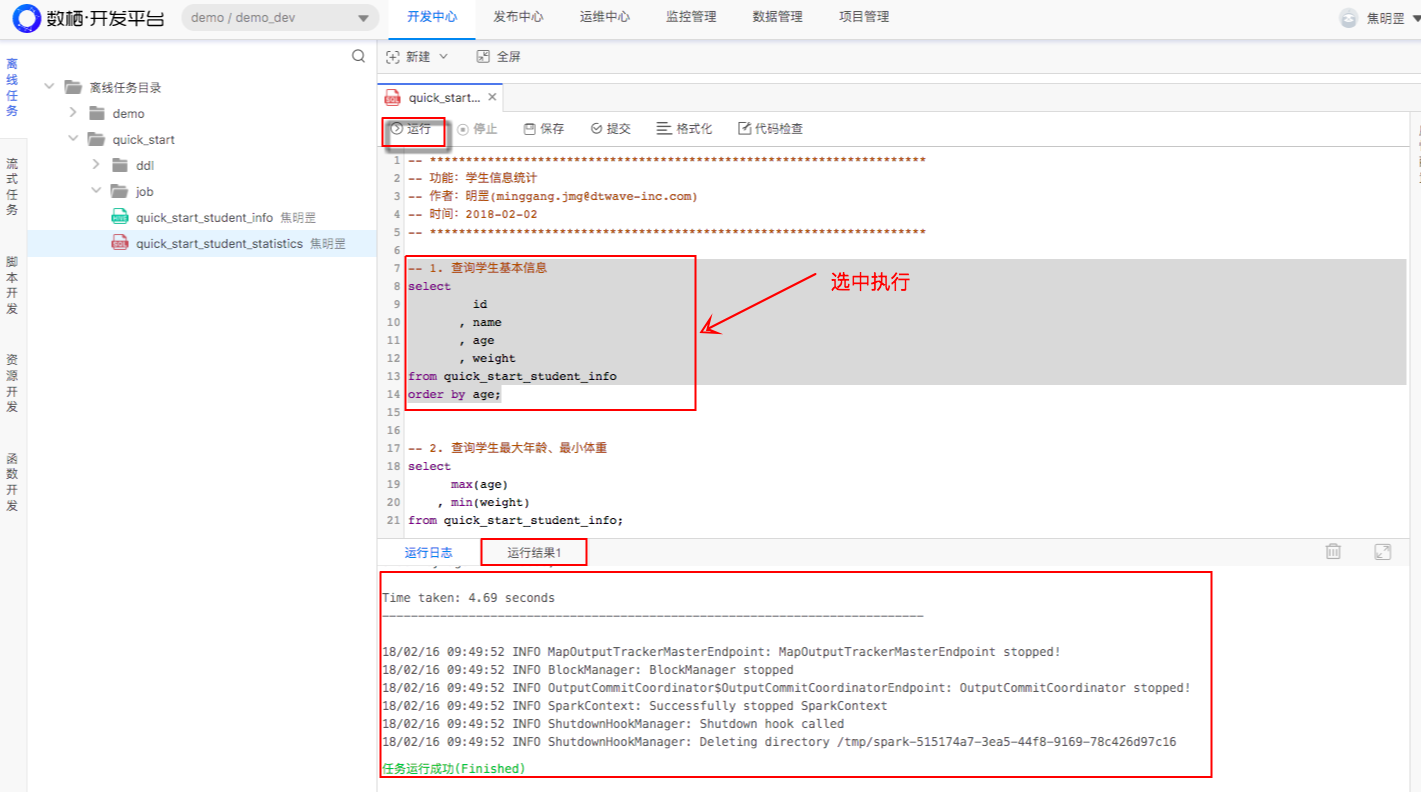 数栖·开发平台
demo / demo_dev
开发中心
发布中心
运维中心
监控管理
数据管理
项目管理
焦明罡
离线任务
流式任务
脚本开发
资源开发
函数开发
离线任务目录
demo
quick_start
ddl
job
quick_start_student_info 焦明罡
quick_start_student_statistics 焦明罡
新建
全屏
quick_start...
运行
停止
保存
提交
格式化
代码检查
1 -- *********************************************************************
2 -- 功能: 学生信息统计
3 -- 作者: 明罡(minggang.jmg@dtwave-inc.com)
4 -- 时间: 2018-02-02
5 -- *********************************************************************
6
7 -- 1. 查询学生基本信息
8 select
9 id
10 , name
11 , age
12 , weight
13 from quick_start_student_info
14 order by age;
15
16
17 -- 2. 查询学生最大年龄、最小体重
18 select
19 max(age)
20 , min(weight)
21 from quick_start_student_info;
选中执行
运行日志
运行结果1
Time taken: 4.69 seconds
---------------------------------------------------------------------------
18/02/16 09:49:52 INFO MapOutputTrackerMasterEndpoint: MapOutputTrackerMasterEndpoint stopped!
18/02/16 09:49:52 INFO BlockManager: BlockManager stopped
18/02/16 09:49:52 INFO OutputCommitCoordinator$OutputCommitCoordinatorEndpoint: OutputCommitCoordinator stopped!
18/02/16 09:49:52 INFO SparkContext: Successfully stopped SparkContext
18/02/16 09:49:52 INFO ShutdownHookManager: Shutdown hook called
18/02/16 09:49:52 INFO ShutdownHookManager: Deleting directory /tmp/spark-515174a7-3ea5-44f8-9169-78c426d97c16
任务运行成功(Finished)